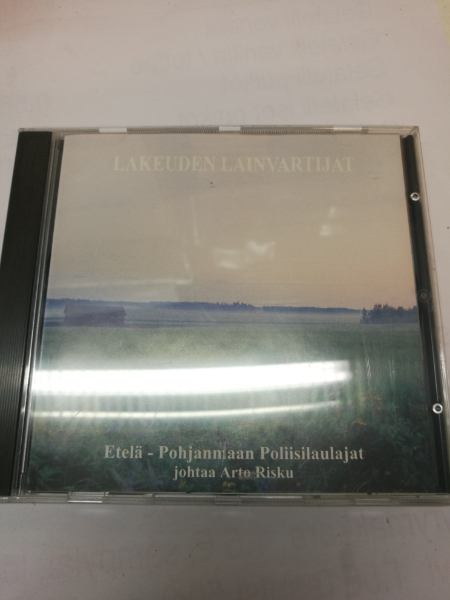 LAKEUDEN LAINVARTIJAT
Etelä - Pohjanmaan Poliisilaulajat
johtaa Arto Risku